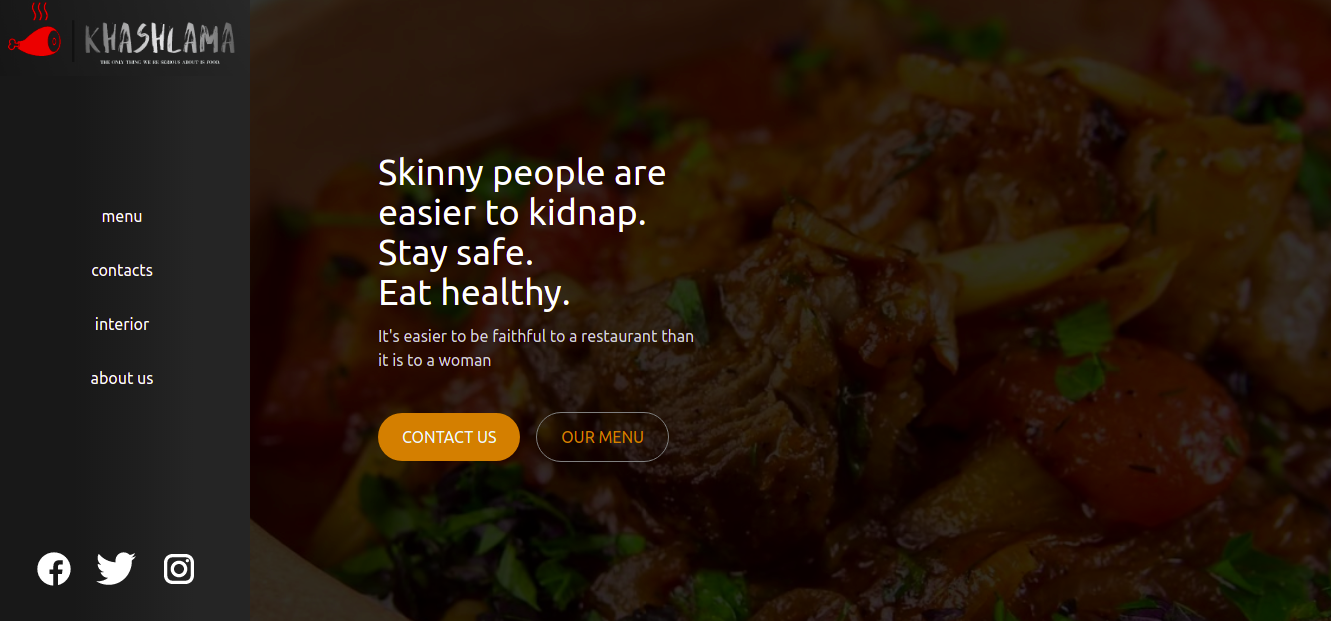 KHASHLAMA
THE ONLY THING WE'RE SERIOUS ABOUT IS FOOD.
menu
contacts
interior
about us
Skinny people are
easier to kidnap.
Stay safe.
Eat healthy.
It's easier to be faithful to a restaurant than
it is to a woman
CONTACT US
OUR MENU